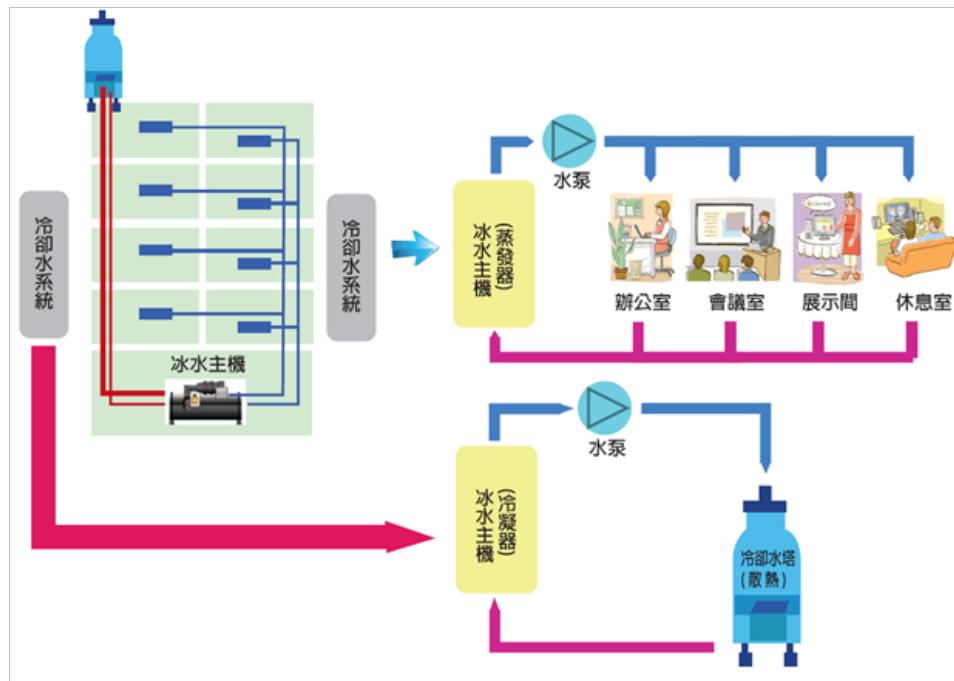 冷卻水系統
冰水主機
冷卻水系統
冰水主機
(蒸發器)
水泵
辦公室
會議室
展示間
休息室
冰水主機
(冷凝器)
水泵
冷卻水塔
(散熱)